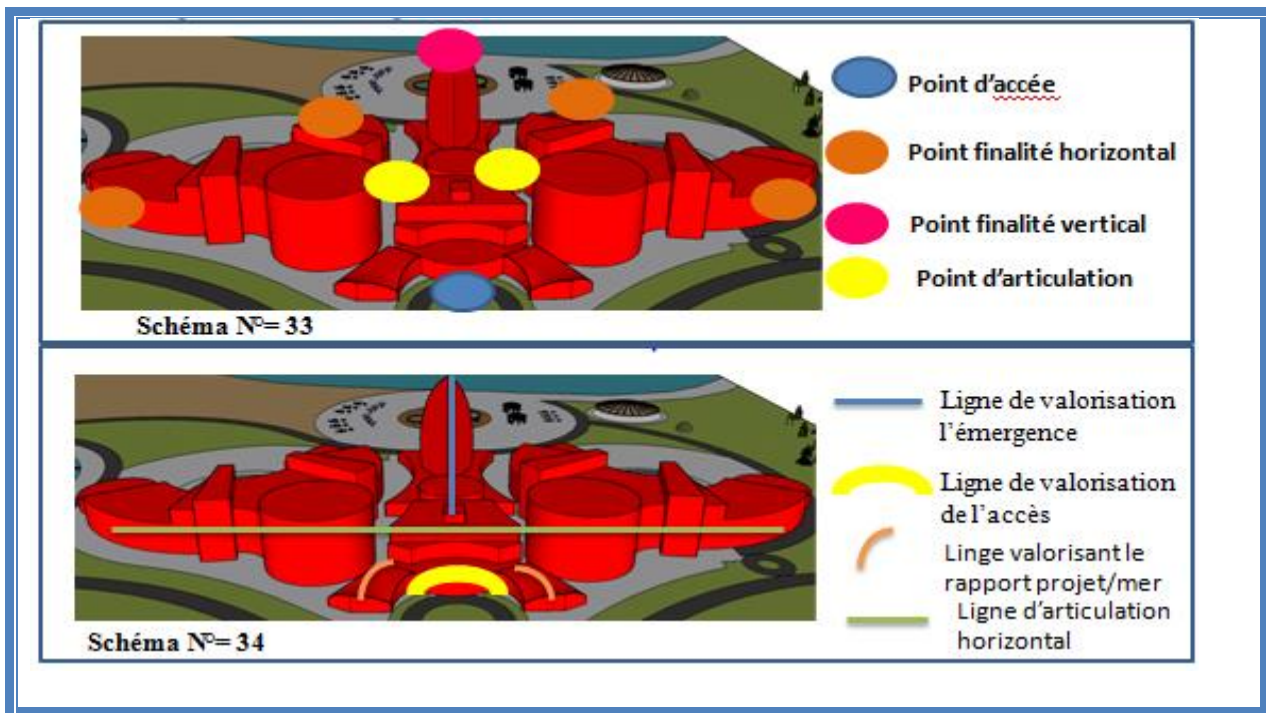 Point d'accée
Point finalité horizontal
Point finalité vertical
Point d'articulation
Schéma N°= 33
Ligne de valorisation
l'émergence
Ligne de valorisation
de l'accès
Linge valorisant le
rapport projet/mer
Ligne d'articulation
horizontal
Schéma N°= 34